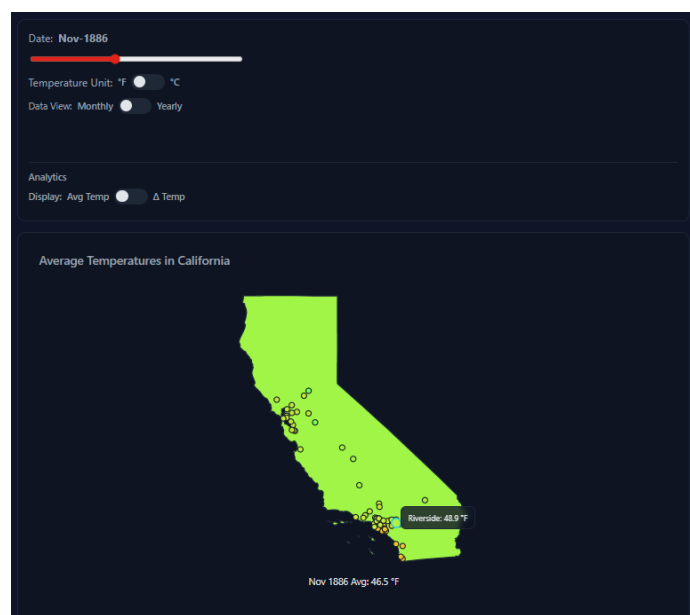 Date: Nov-1886
Temperature Unit: °F °C
Data View: Monthly Yearly
Analytics
Display: Avg Temp Δ Temp
Average Temperatures in California
Riverside: 48.9 °F
Nov 1886 Avg: 46.5 °F